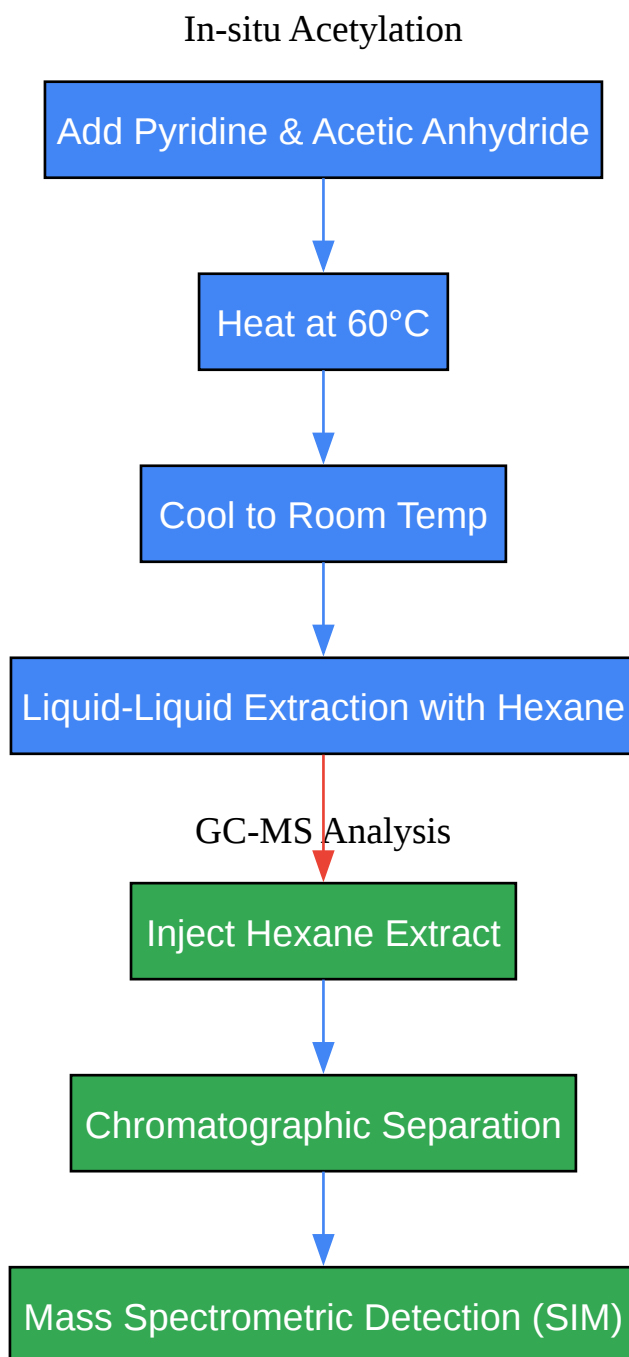 In-situ Acetylation
Add Pyridine & Acetic Anhydride
Heat at 60°C
Cool to Room Temp
Liquid-Liquid Extraction with Hexane
GC-MS Analysis
Inject Hexane Extract
Chromatographic Separation
Mass Spectrometric Detection (SIM)